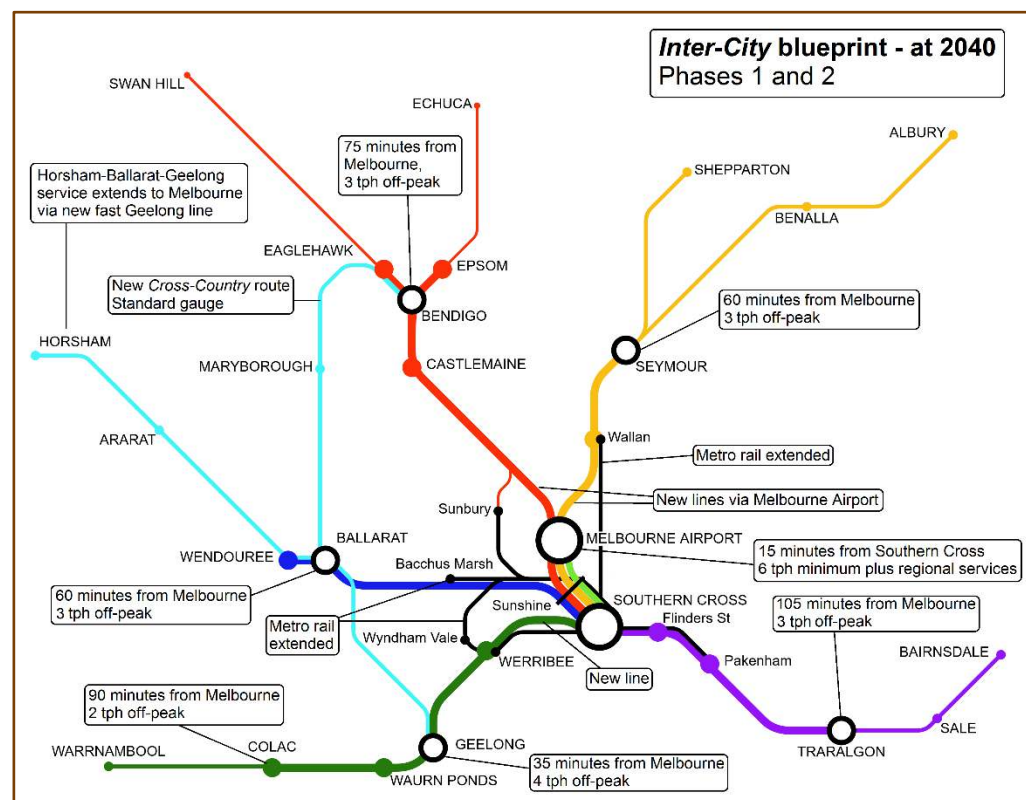 Inter-City blueprint - at 2040
Phases 1 and 2
SWAN HILL
ECHUCA
ALBURY
75 minutes from
Melbourne,
3 tph off-peak
SHEPPARTON
Horsham-Ballarat-Geelong
service extends to Melbourne
via new fast Geelong line
BENALLA
EAGLEHAWK
EPSOM
New Cross-Country route
Standard gauge
BENDIGO
60 minutes from Melbourne
3 tph off-peak
HORSHAM
SEYMOUR
MARYBOROUGH
CASTLEMAINE
ARARAT
Wallan
Metro rail extended
New lines via Melbourne Airport
Sunbury
BALLARAT
MELBOURNE AIRPORT
WENDOUREE
Bacchus Marsh
15 minutes from Southern Cross
6 tph minimum plus regional services
60 minutes from Melbourne
3 tph off-peak
Sunshine
SOUTHERN CROSS
Flinders St
105 minutes from Melbourne
3 tph off-peak
Metro rail
extended
Wyndham Vale
WERRIBEE
New line
Pakenham
BAIRNSDALE
90 minutes from Melbourne
2 tph off-peak
SALE
WARRNAMBOOL
COLAC
GEELONG
TRARALGON
WAURN PONDS
35 minutes from Melbourne
4 tph off-peak